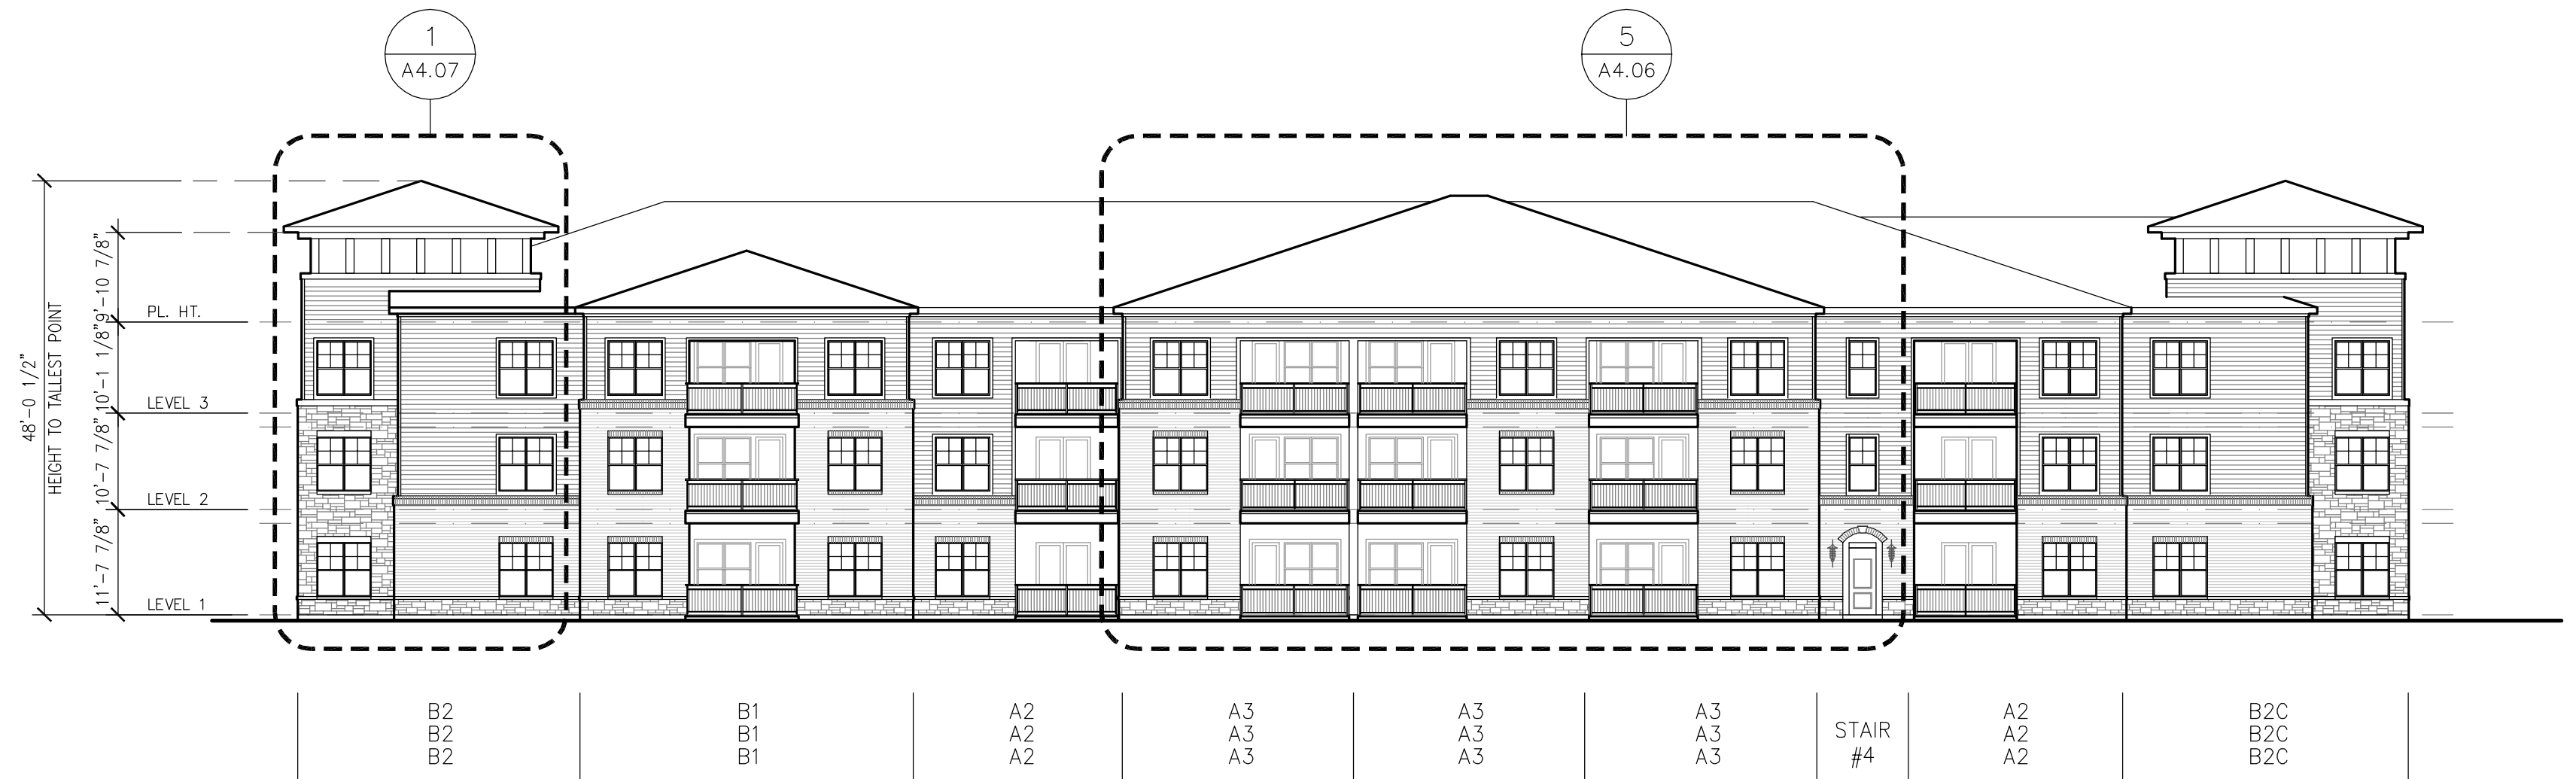 1
A4.07
5
A4.06
48'-0 1/2"
HEIGHT TO TALLEST POINT
9'-10 7/8"
10'-1 1/8"
10'-7 7/8"
11'-7 7/8"
PL. HT.
LEVEL 3
LEVEL 2
LEVEL 1
B2 B1 A2 A3 A3 A3 A2 B2C
B2 B1 A2 A3 A3 A3 STAIR A2 B2C
B2 B1 A2 A3 A3 A3 #4 A2 B2C